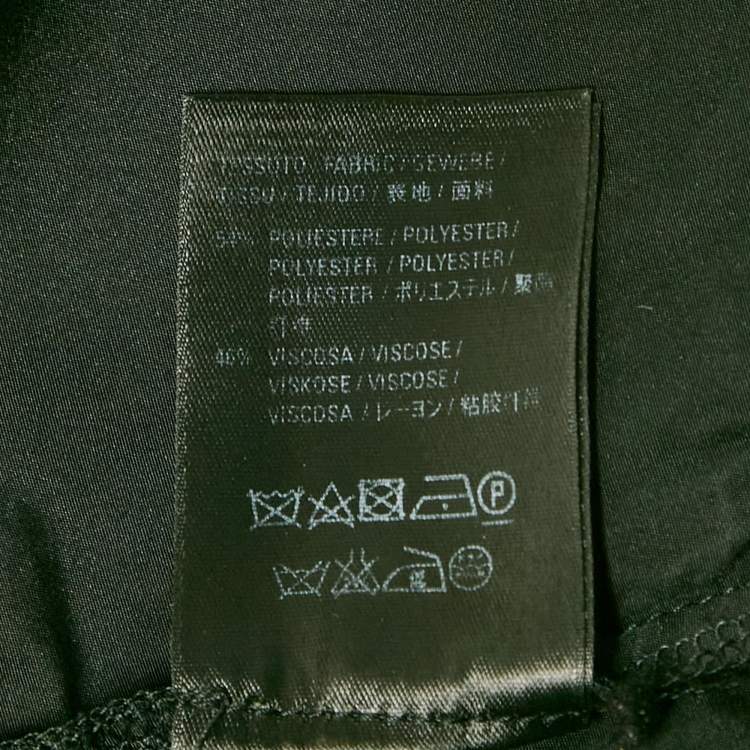 TESSUTO / FABRIC / GEWEBE /
TISSU / TEJIDO / 表地 / 面料
54% POLIESTERE / POLYESTER /
POLYESTER / POLYESTER /
POLIESTER / ポリエステル / 聚酯
纤维
46% VISCOSA / VISCOSE /
VISKOSE / VISCOSE /
VISCOSA / レーヨン / 粘胶纤维
P